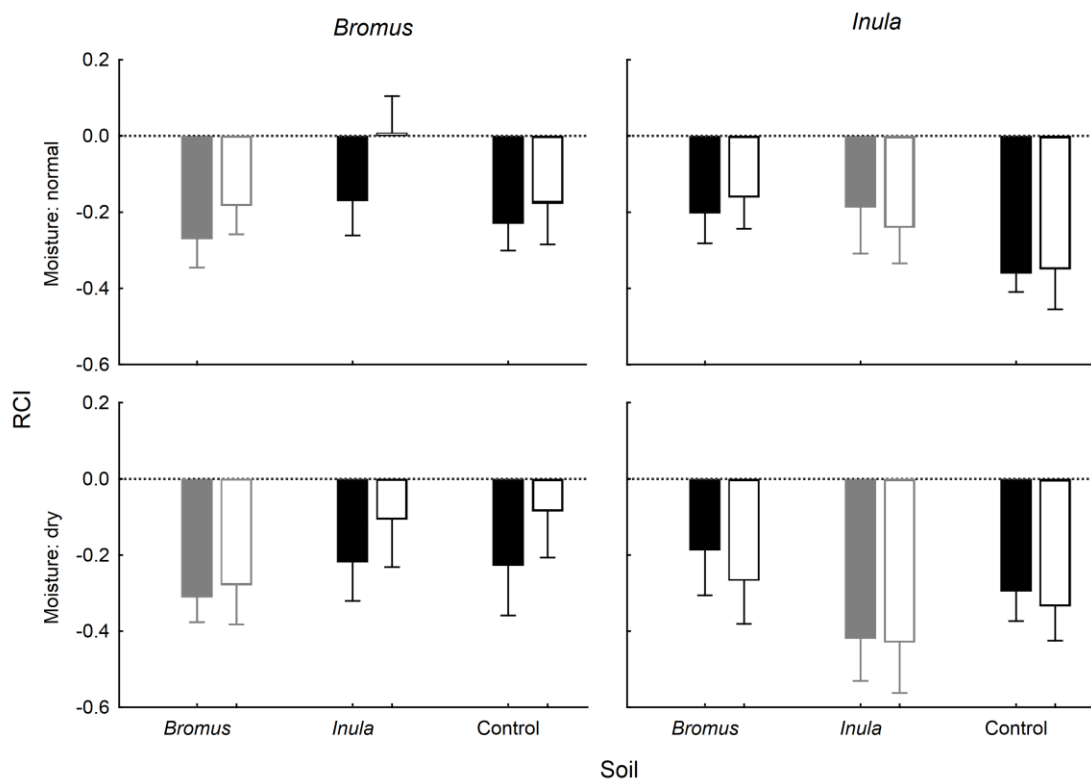 Bromus
Inula
0.2
0.0
-0.2
-0.4
-0.6
Moisture: normal
RCI
0.2
0.0
-0.2
-0.4
-0.6
Moisture: dry
Bromus Inula Control
Bromus Inula Control
Soil